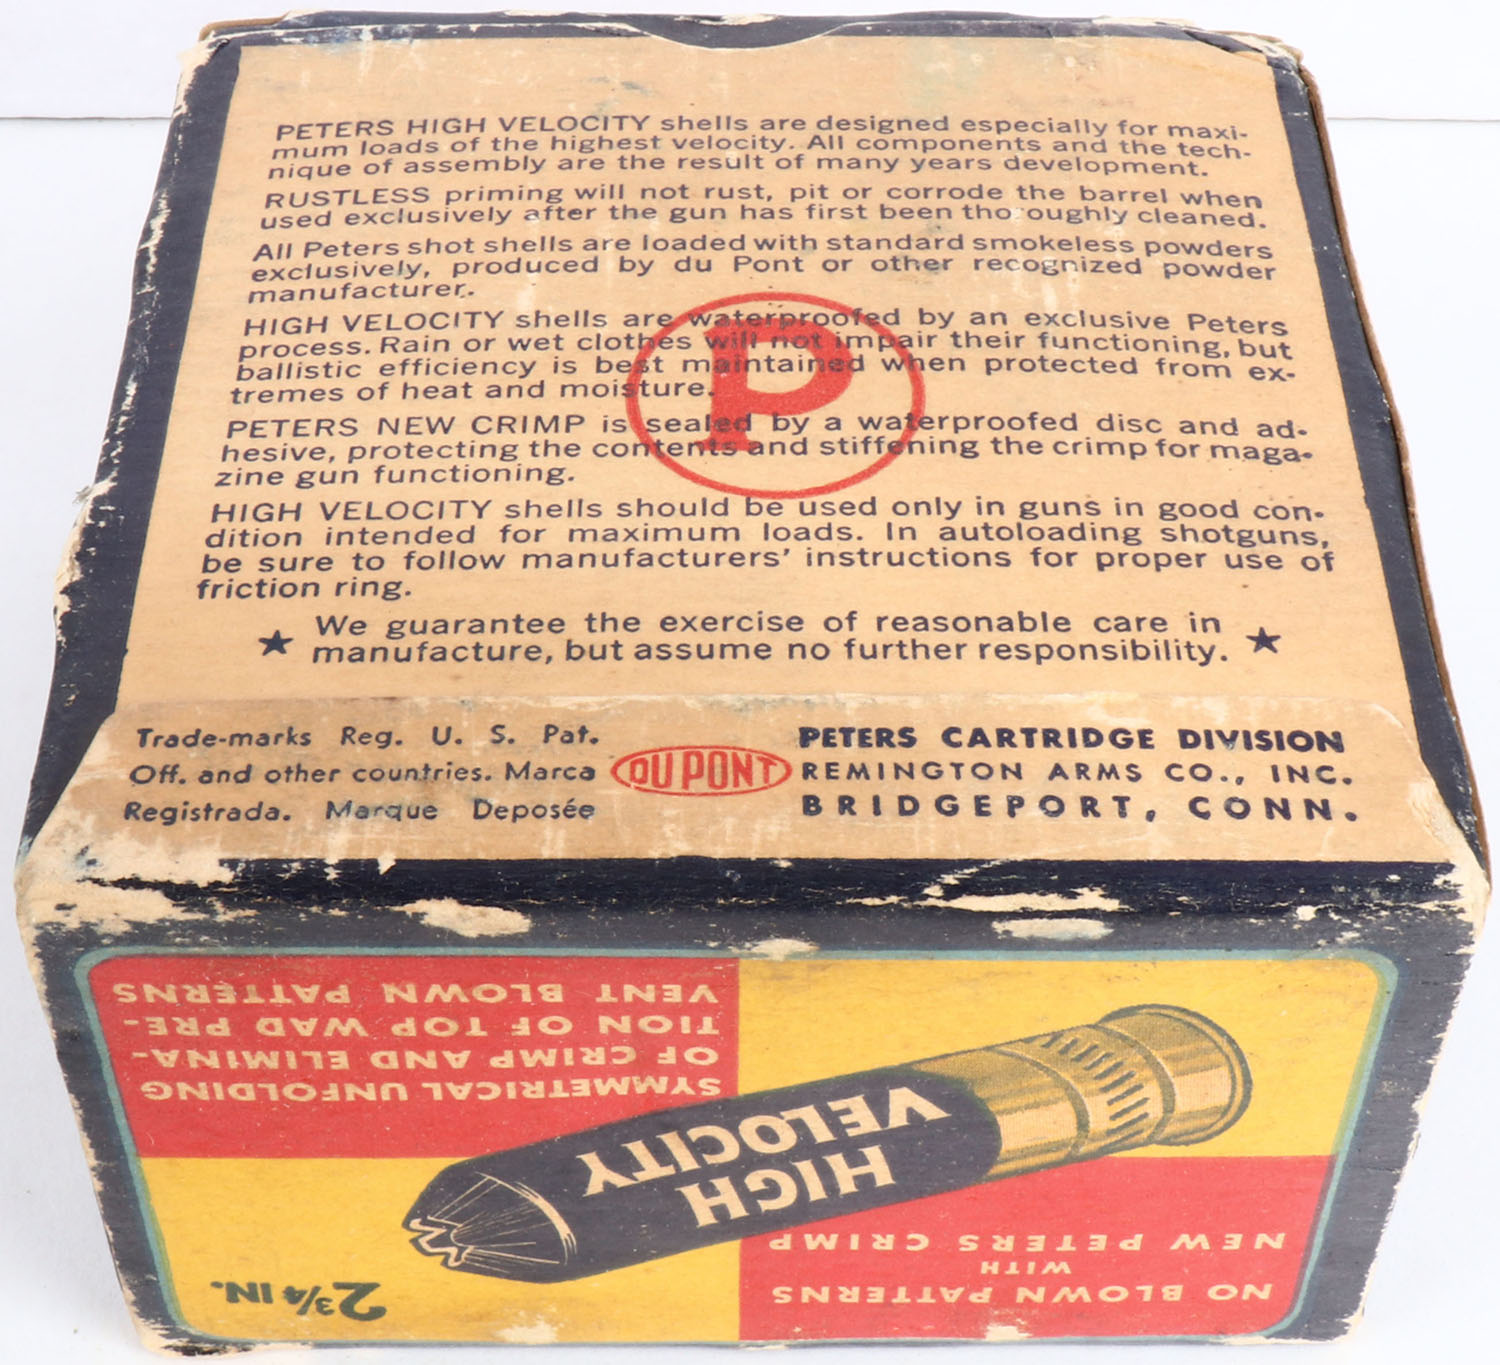 PETERS HIGH VELOCITY shells are designed especially for maxi-
mum loads of the highest velocity. All components and the tech-
nique of assembly are the result of many years development.
RUSTLESS priming will not rust, pit or corrode the barrel when
used exclusively after the gun has first been thoroughly cleaned.
All Peters shot shells are loaded with standard smokeless powders
exclusively, produced by du Pont or other recognized powder
manufacturer.
HIGH VELOCITY shells are waterproofed by an exclusive Peters
process. Rain or wet clothes will not impair their functioning, but
ballistic efficiency is best maintained when protected from ex-
tremes of heat and moisture.
P
PETERS NEW CRIMP is sealed by a waterproofed disc and ad-
hesive, protecting the contents and stiffening the crimp for maga-
zine gun functioning.
HIGH VELOCITY shells should be used only in guns in good con-
dition intended for maximum loads. In autoloading shotguns,
be sure to follow manufacturers' instructions for proper use of
friction ring.
★ We guarantee the exercise of reasonable care in ★
manufacture, but assume no further responsibility.
Trade-marks Reg. U. S. Pat.
Off. and other countries. Marca
Registrada. Marque Deposée
DU PONT
PETERS CARTRIDGE DIVISION
REMINGTON ARMS CO., INC.
BRIDGEPORT, CONN.
2 3/4 IN.
NO BLOWN PATTERNS
WITH
NEW PETERS CRIMP
HIGH
VELOCITY
SYMMETRICAL UNFOLDING
OF CRIMP AND ELIMINA-
TION OF TOP WAD PRE-
VENT BLOWN PATTERNS